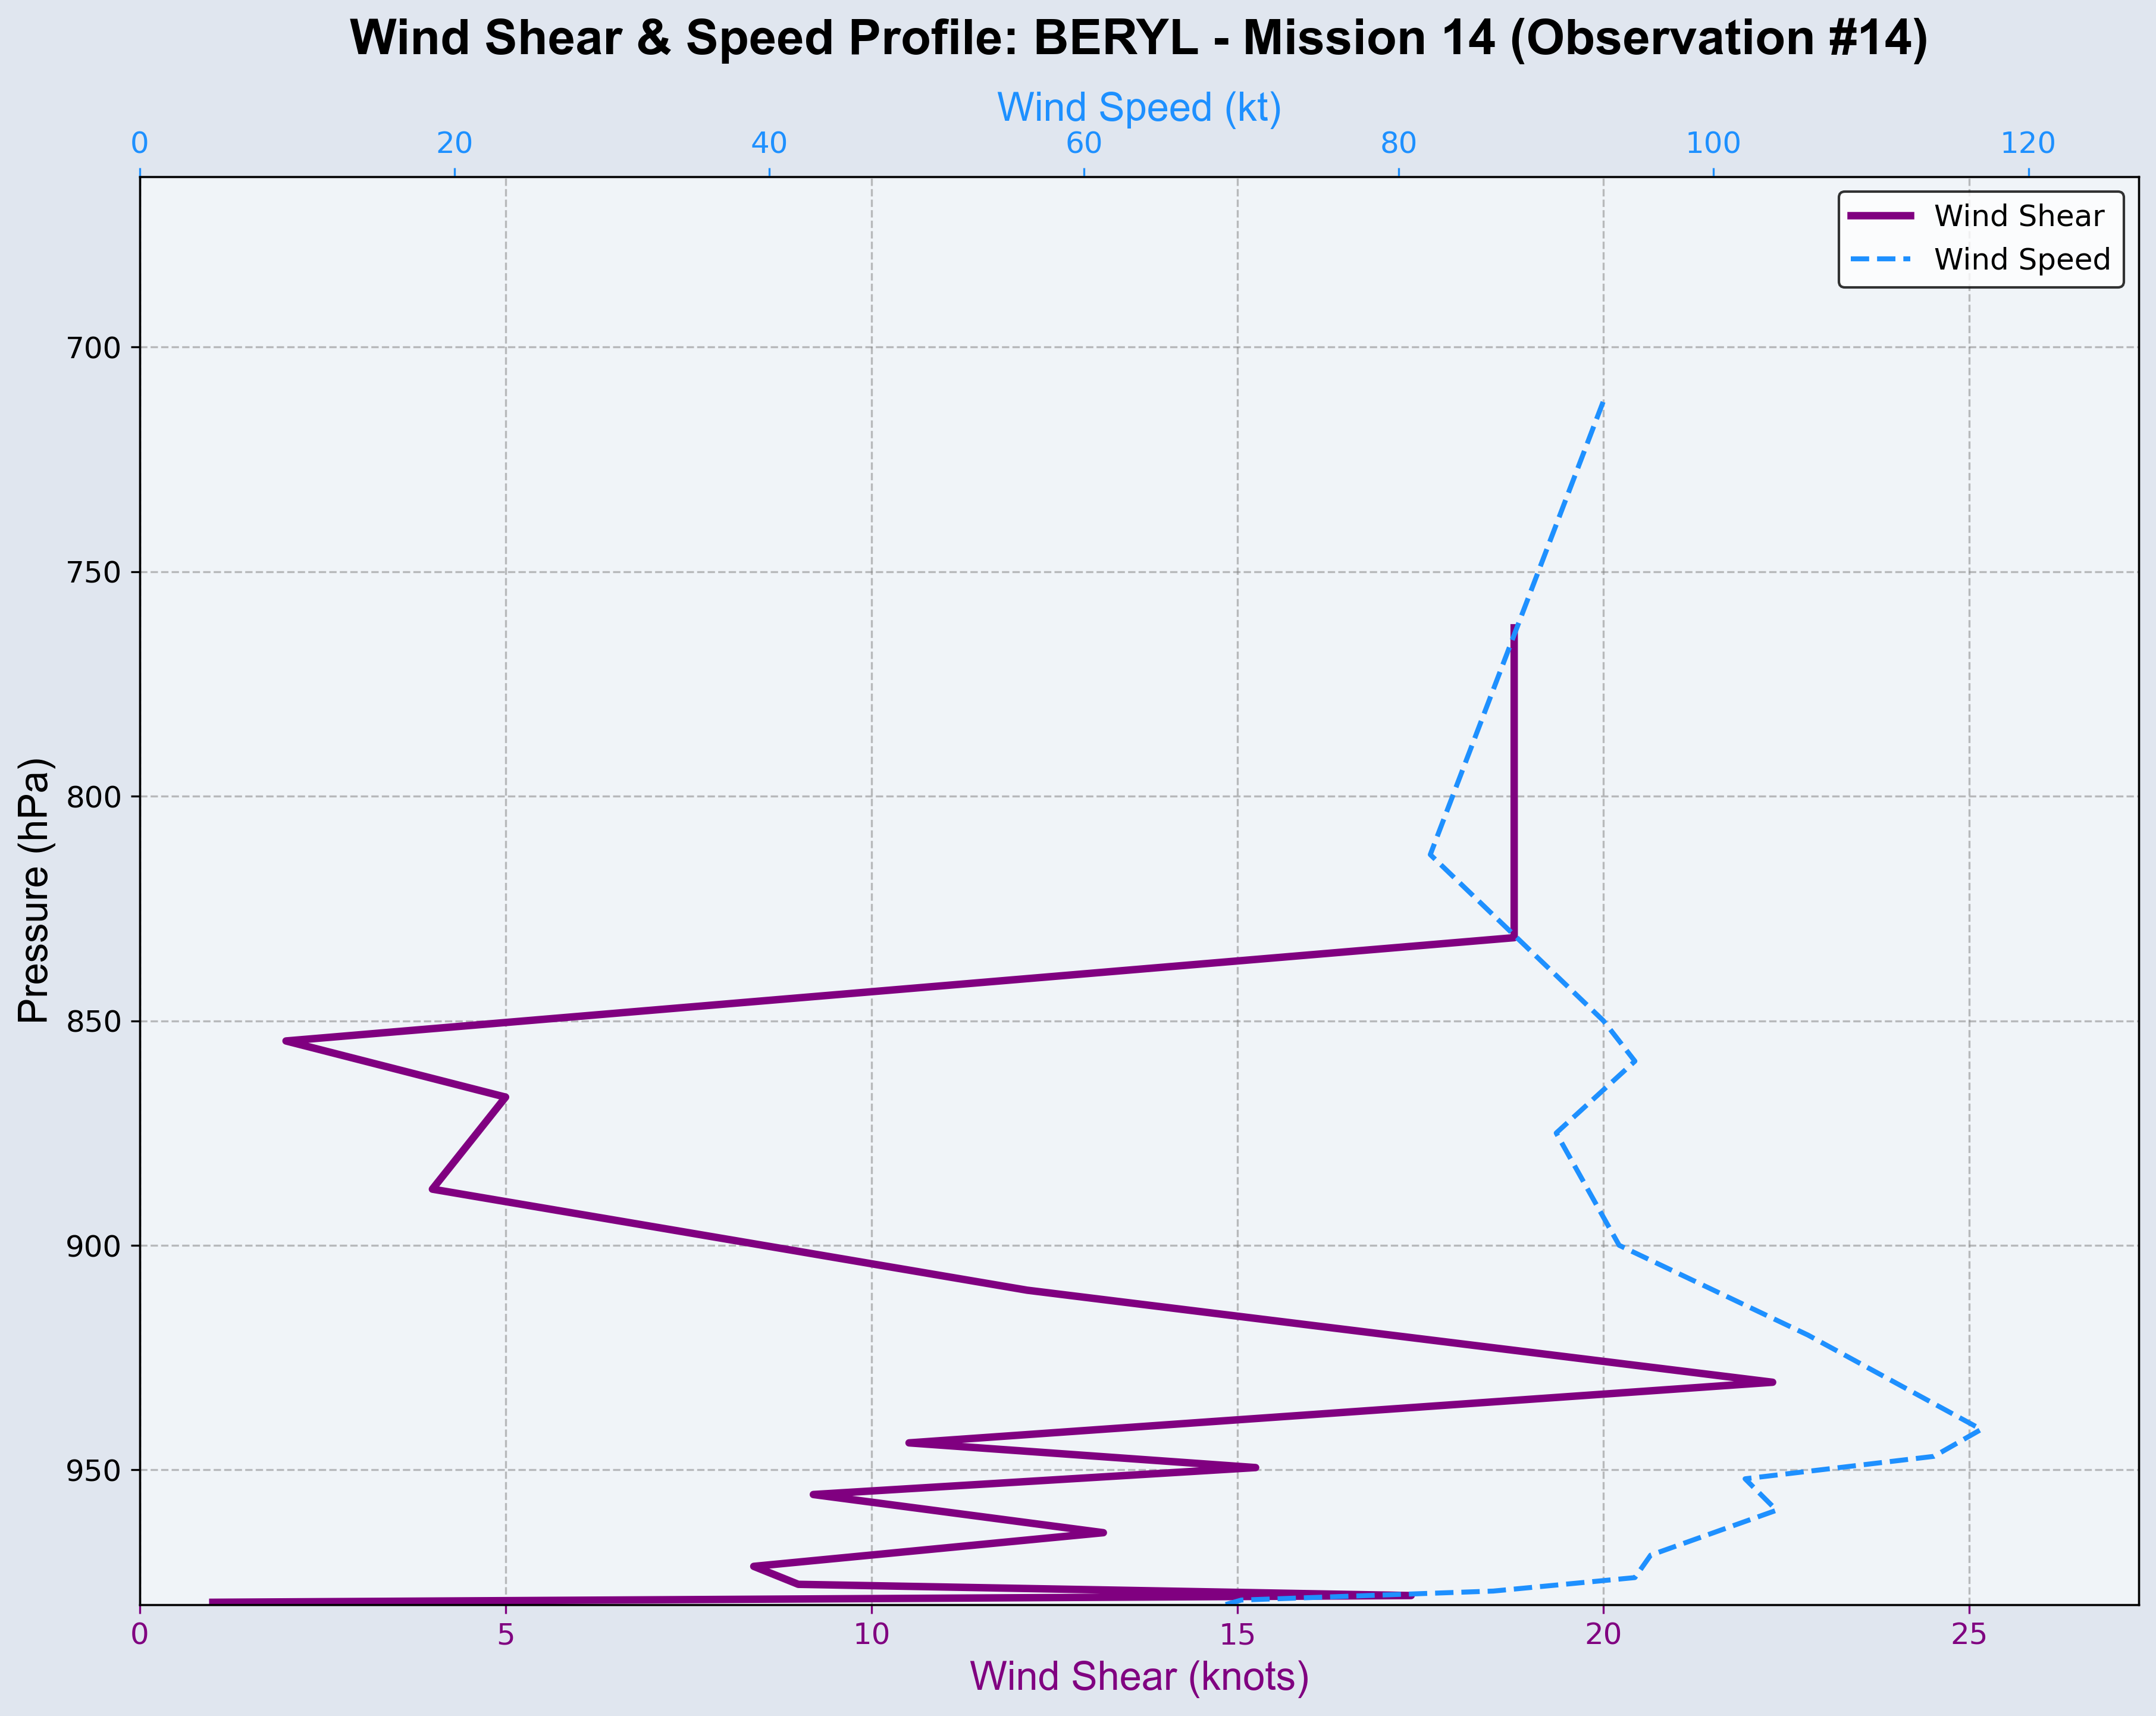 Wind Shear & Speed Profile: BERYL - Mission 14 (Observation #14)
Wind Speed (kt)
0 20 40 60 80 100 120
Wind Shear
Wind Speed
700
750
800
850
900
950
Pressure (hPa)
0 5 10 15 20 25
Wind Shear (knots)